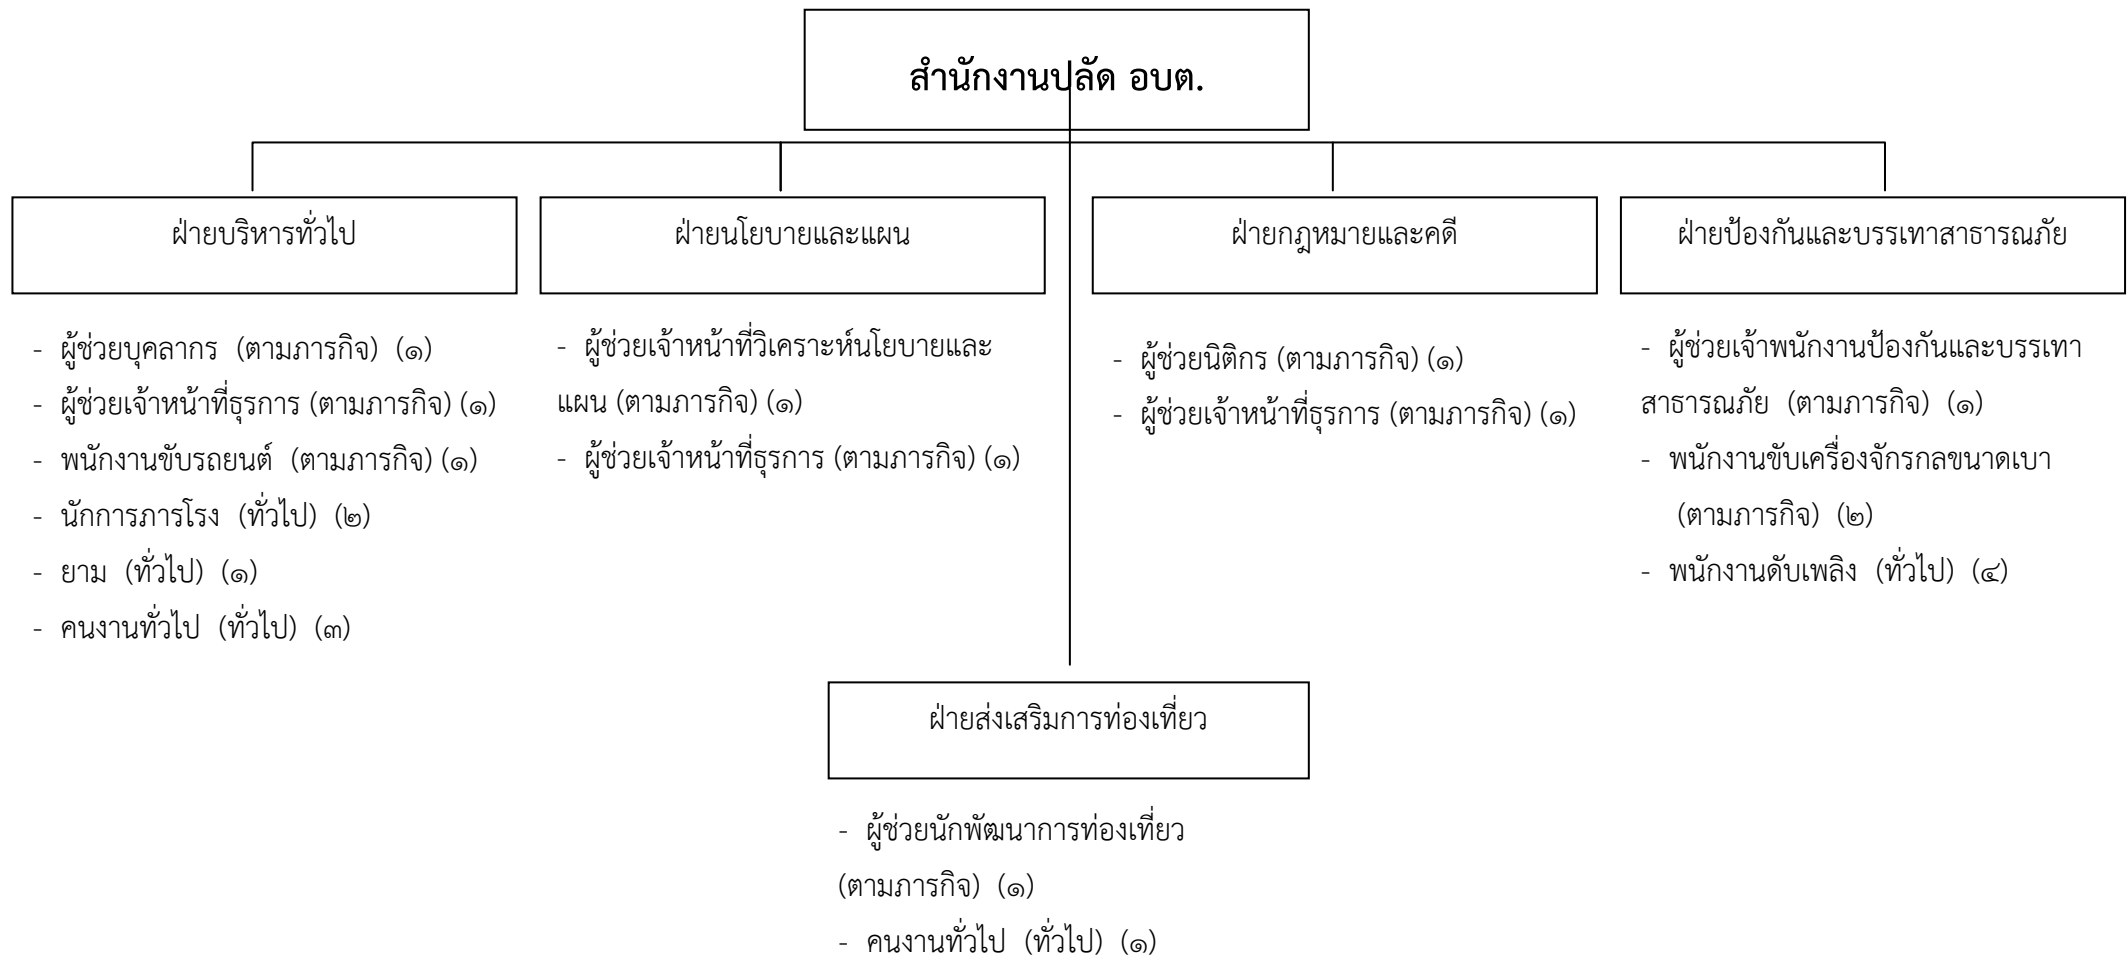 สำนักงานปลัด อบต.
ฝ่ายบริหารทั่วไป
- ผู้ช่วยบุคลากร (ตามภารกิจ) (๑)
- ผู้ช่วยเจ้าหน้าที่ธุรการ (ตามภารกิจ) (๑)
- พนักงานขับรถยนต์ (ตามภารกิจ) (๑)
- นักการภารโรง (ทั่วไป) (๒)
- ยาม (ทั่วไป) (๑)
- คนงานทั่วไป (ทั่วไป) (๓)
ฝ่ายนโยบายและแผน
- ผู้ช่วยเจ้าหน้าที่วิเคราะห์นโยบายและ
แผน (ตามภารกิจ) (๑)
- ผู้ช่วยเจ้าหน้าที่ธุรการ (ตามภารกิจ) (๑)
ฝ่ายกฎหมายและคดี
- ผู้ช่วยนิติกร (ตามภารกิจ) (๑)
- ผู้ช่วยเจ้าหน้าที่ธุรการ (ตามภารกิจ) (๑)
ฝ่ายป้องกันและบรรเทาสาธารณภัย
- ผู้ช่วยเจ้าพนักงานป้องกันและบรรเทา
สาธารณภัย (ตามภารกิจ) (๑)
- พนักงานขับเครื่องจักรกลขนาดเบา
(ตามภารกิจ) (๒)
- พนักงานดับเพลิง (ทั่วไป) (๔)
ฝ่ายส่งเสริมการท่องเที่ยว
- ผู้ช่วยนักพัฒนาการท่องเที่ยว
(ตามภารกิจ) (๑)
- คนงานทั่วไป (ทั่วไป) (๑)